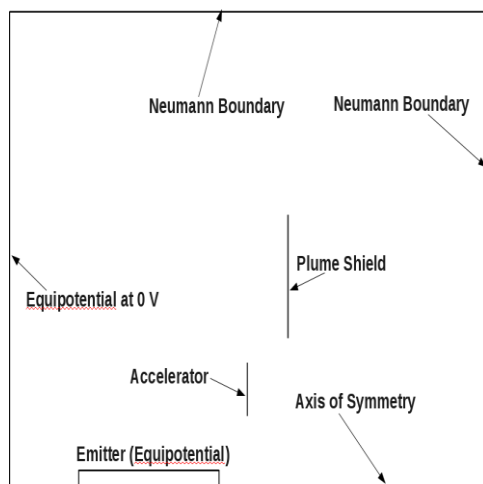 Neumann Boundary
Neumann Boundary
Plume Shield
Equipotential at 0 V
Accelerator
Axis of Symmetry
Emitter (Equipotential)